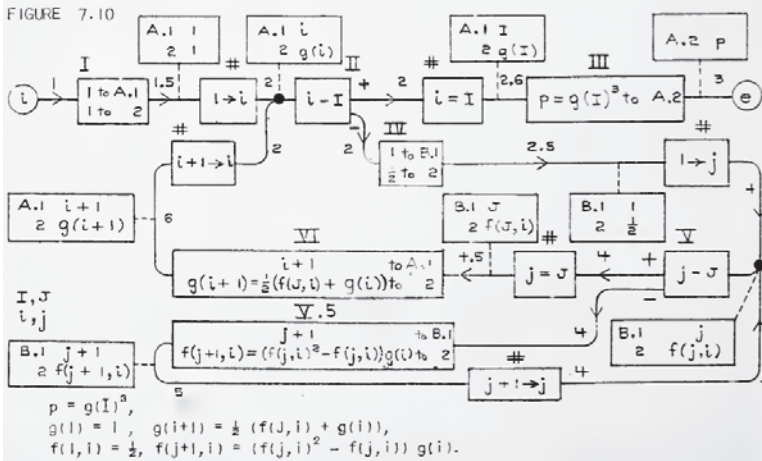 FIGURE 7.10
A.1 1
2 1
A.1 i
2 g(i)
A.1 I
2 g(I)
A.2 p
i
1
I
1 to A.1
1 to 2
1.5
#
1→i
2
II
i - I
+
2
#
i = I
2,6
III
p = g(I)³ to A.2
3
e
−
2
#
i+1→i
2
IV
1 to B.1
½ to 2
2.5
#
1→j
4
A.1 i+1
2 g(i+1)
6
B.1 J
2 f(J,i)
B.1 1
2 ½
VI
i+1 to A.1
g(i+1)=½(f(J,i) + g(i)) to 2
4.5
#
j = J
4
+
V
j - J
−
I, J
i, j
V.5
j+1 to B.1
f(j+1,i)=(f(j,i)²-f(j,i))g(i) to 2
4
B.1 j
2 f(j,i)
B.1 j+1
2 f(j+1,i)
5
#
j+1→j
4
p = g(I)³,
g(1) = 1, g(i+1) = ½ (f(J,i) + g(i)),
f(1,i) = ½, f(j+1,i) = (f(j,i)² - f(j,i)) g(i).